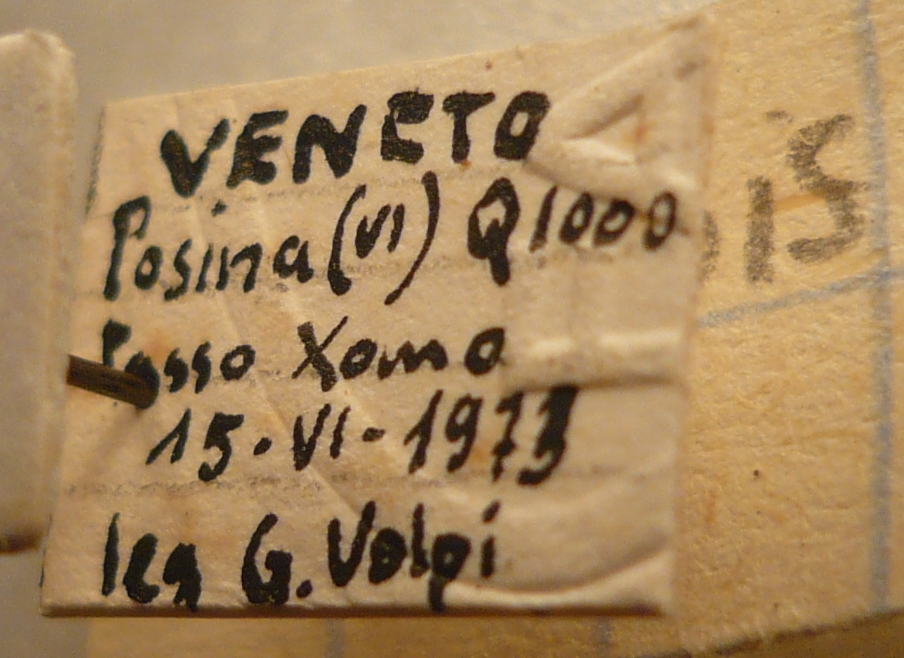 VENETO
Posina (VI) Q1000
Passo Xomo
15-VI-1973
leg G. Volpi